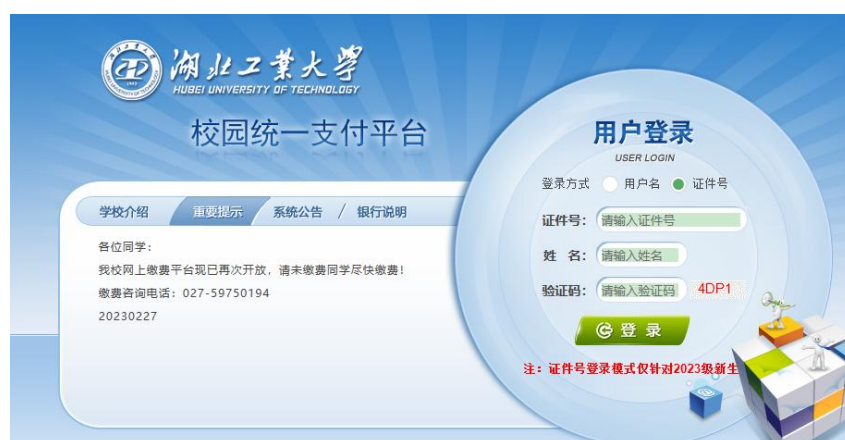 湖北工業大學
HUBEI UNIVERSITY OF TECHNOLOGY
校园统一支付平台
学校介绍 重要提示 系统公告 / 银行说明
各位同学：
我校网上缴费平台现已再次开放，请未缴费同学尽快缴费！
缴费咨询电话：027-59750194
20230227
用户登录
USER LOGIN
登录方式 用户名 证件号
证件号： 请输入证件号
姓 名： 请输入姓名
验证码： 请输入验证码 4DP1
登 录
注：证件号登录模式仅针对2023级新生